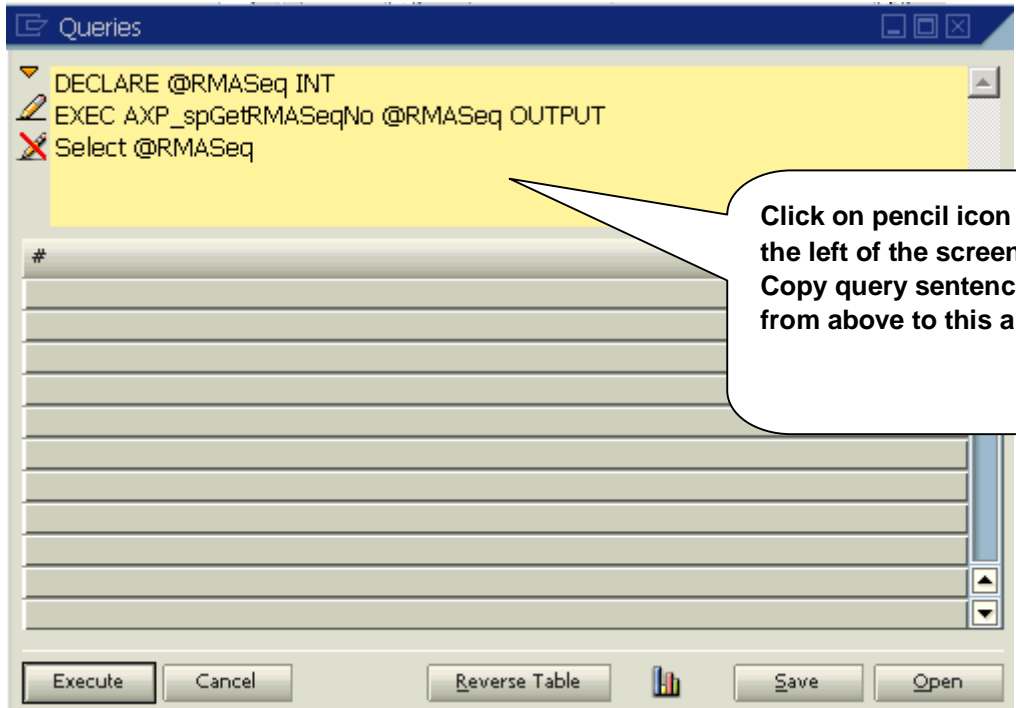 Queries
DECLARE @RMASeq INT
EXEC AXP_spGetRMASeqNo @RMASeq OUTPUT
Select @RMASeq
Click on pencil icon
the left of the screen
Copy query sentenc
from above to this a
#
Execute
Cancel
Reverse Table
Save
Open